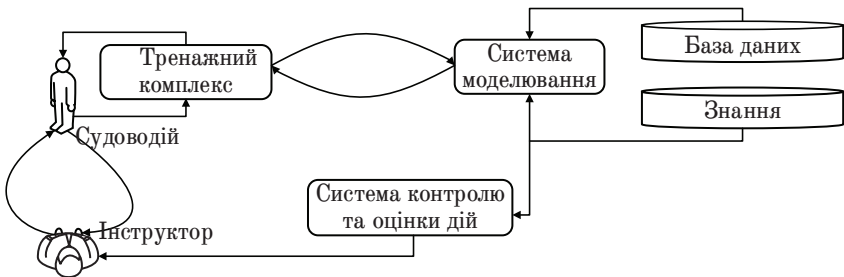 Тренажний
комплекс
Система
моделювання
База даних
Знання
Судоводій
Система контролю
та оцінки дій
Інструктор